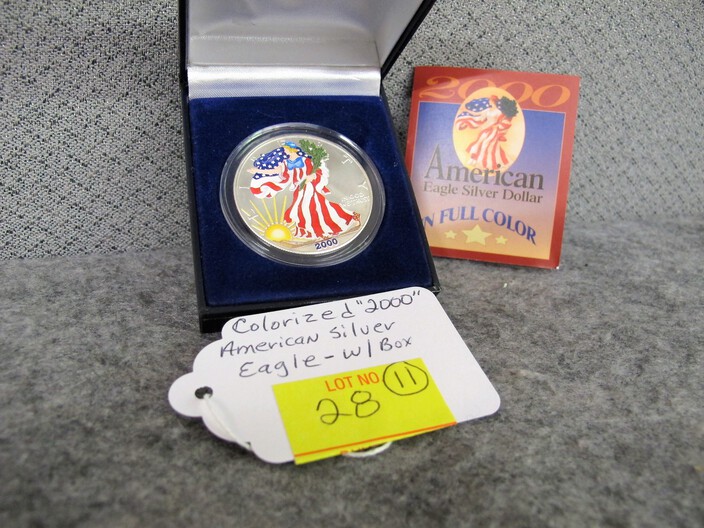 2000
2000
American
Eagle Silver Dollar
N FULL COLOR
Colorized "2000"
American Silver
Eagle - w/Box
LOT NO 11
28